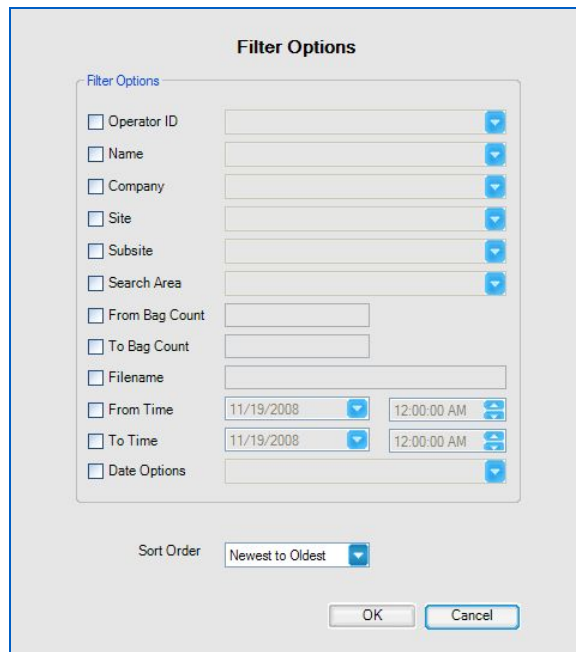 Filter Options
Filter Options
Operator ID
Name
Company
Site
Subsite
Search Area
From Bag Count
To Bag Count
Filename
From Time 11/19/2008 12:00:00 AM
To Time 11/19/2008 12:00:00 AM
Date Options
Sort Order Newest to Oldest
OK Cancel